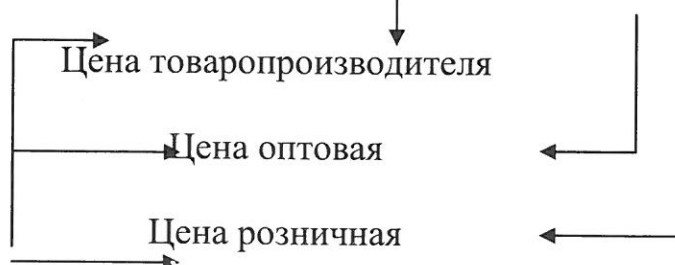 Цена товаропроизводителя
Цена оптовая
Цена розничная